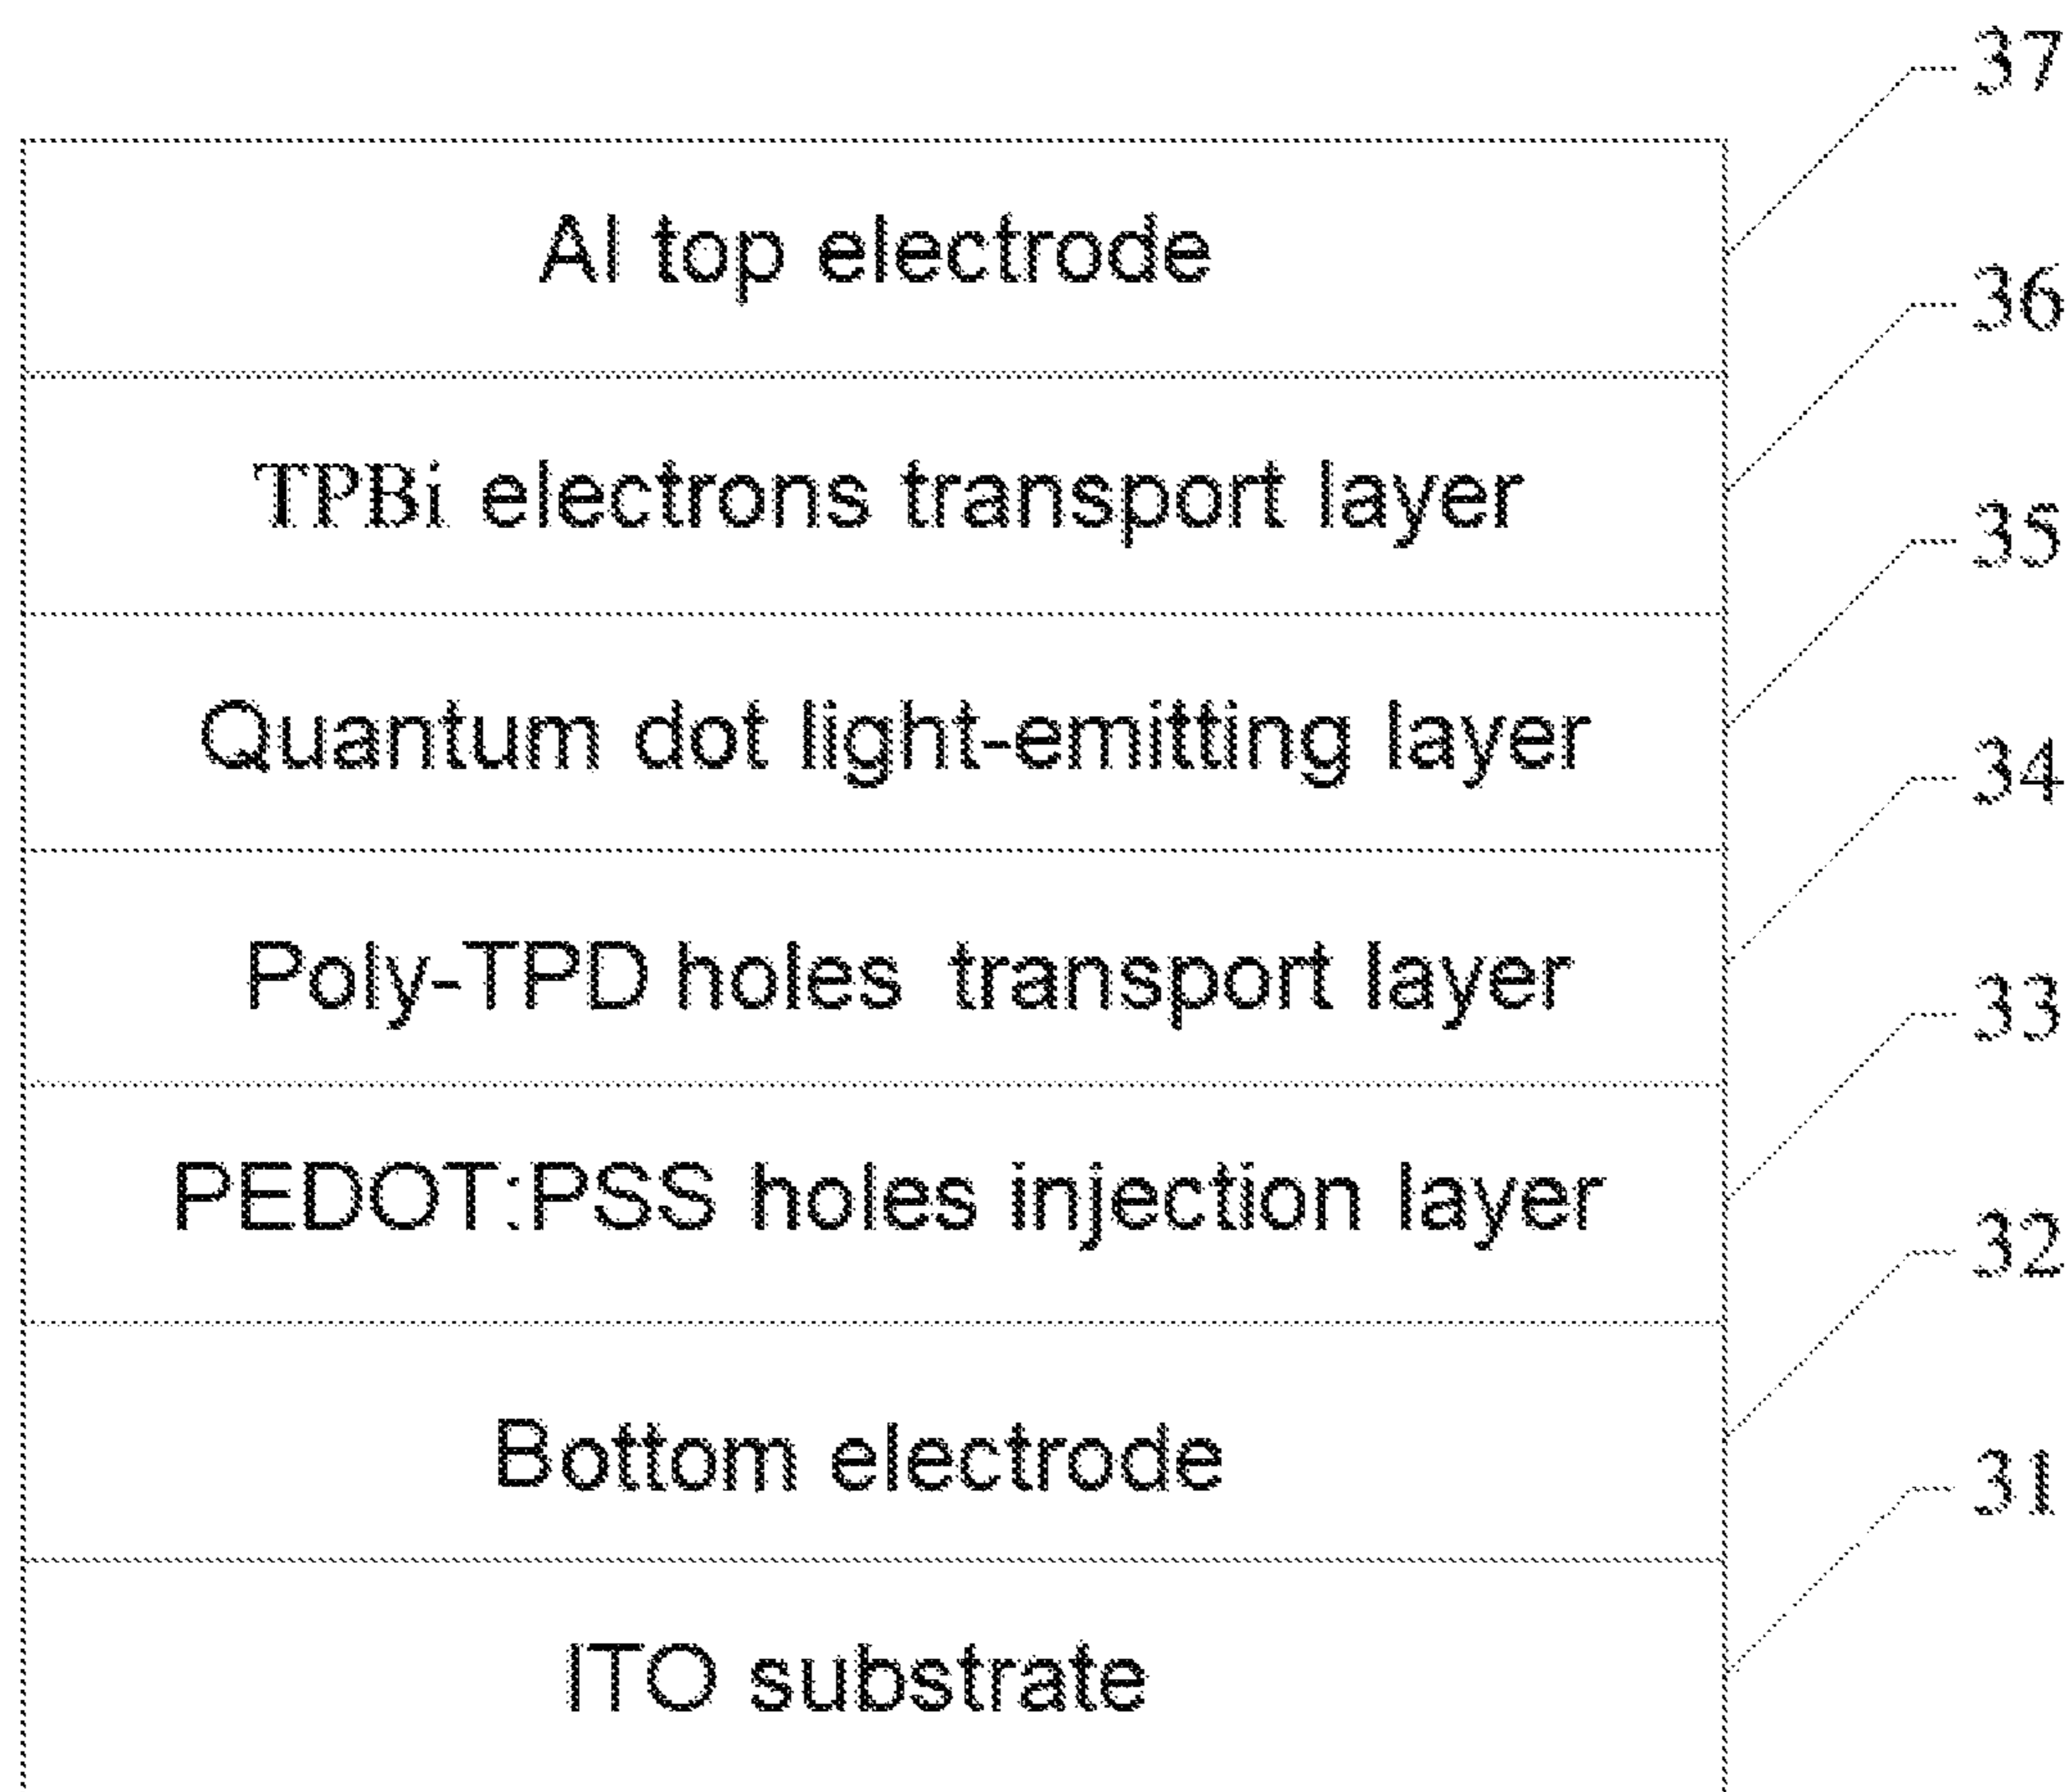 37
Al top electrode
36
TPBi electrons transport layer
35
Quantum dot light-emitting layer
34
Poly-TPD holes transport layer
33
PEDOT:PSS holes injection layer
32
Bottom electrode
31
ITO substrate